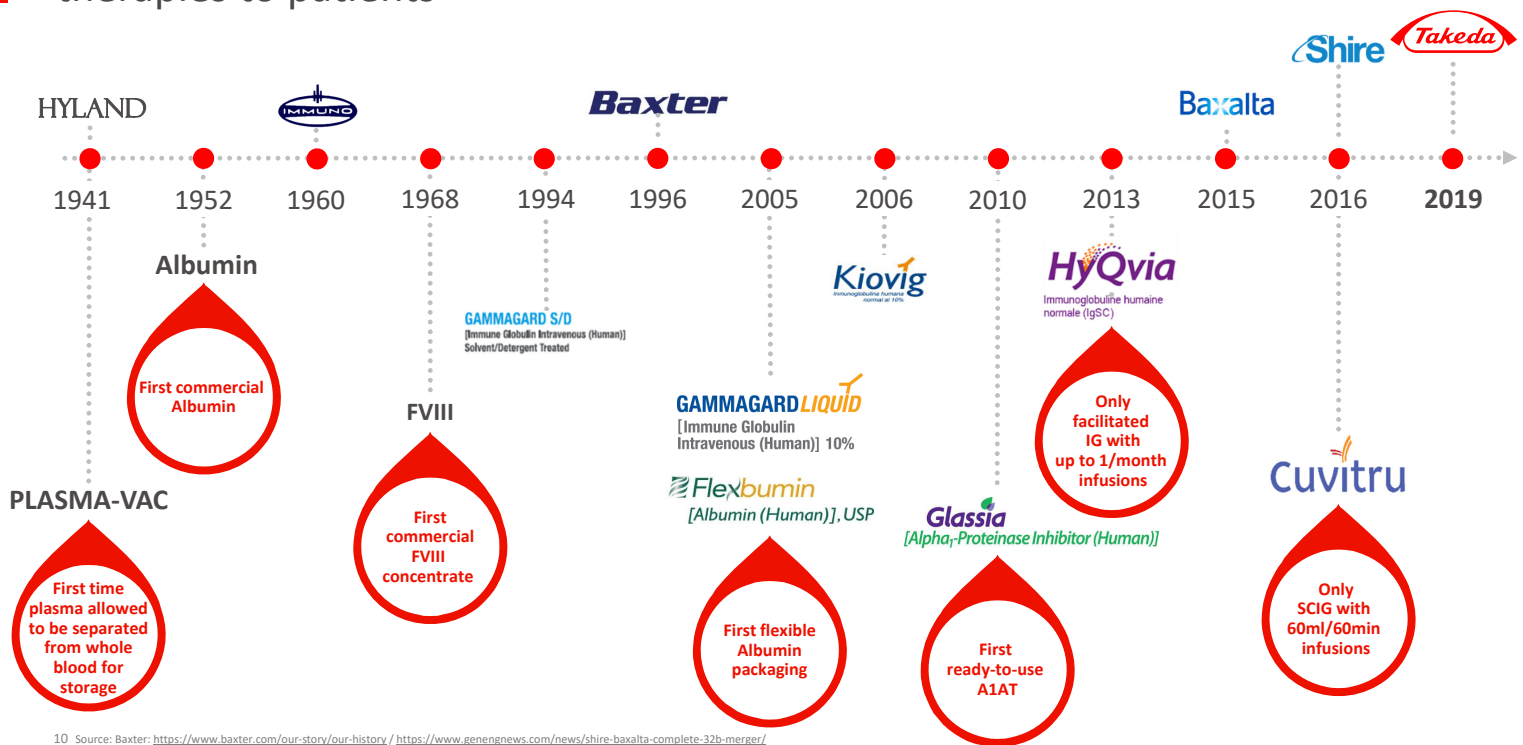 therapies to patients
HYLAND
IMMUNO
Baxter
Baxalta
Shire
Takeda
1941
1952
1960
1968
1994
1996
2005
2006
2010
2013
2015
2016
2019
PLASMA-VAC
First time
plasma allowed
to be separated
from whole
blood for
storage
Albumin
First commercial
Albumin
FVIII
First
commercial
FVIII
concentrate
GAMMAGARD S/D
[Immune Globulin Intravenous (Human)]
Solvent/Detergent Treated
GAMMAGARD LIQUID
[Immune Globulin
Intravenous (Human)] 10%
Flexbumin
[Albumin (Human)], USP
First flexible
Albumin
packaging
Kiovig
Immunoglobulina humana
normal al 10%
Glassia
[Alpha₁-Proteinase Inhibitor (Human)]
First
ready-to-use
A1AT
HyQvia
Immunoglobuline humaine
normale (IgSC)
Only
facilitated
IG with
up to 1/month
infusions
Cuvitru
Only
SCIG with
60ml/60min
infusions
10 Source: Baxter: https://www.baxter.com/our-story/our-history / https://www.genengnews.com/news/shire-baxalta-complete-32b-merger/